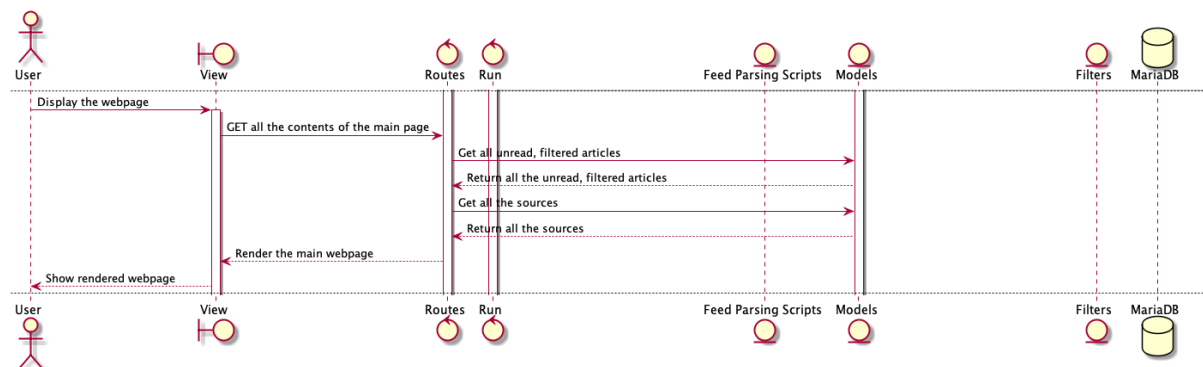 User
View
Routes
Run
Feed Parsing Scripts
Models
Filters
MariaDB
Display the webpage
GET all the contents of the main page
Get all unread, filtered articles
Return all the unread, filtered articles
Get all the sources
Return all the sources
Render the main webpage
Show rendered webpage
User
View
Routes
Run
Feed Parsing Scripts
Models
Filters
MariaDB